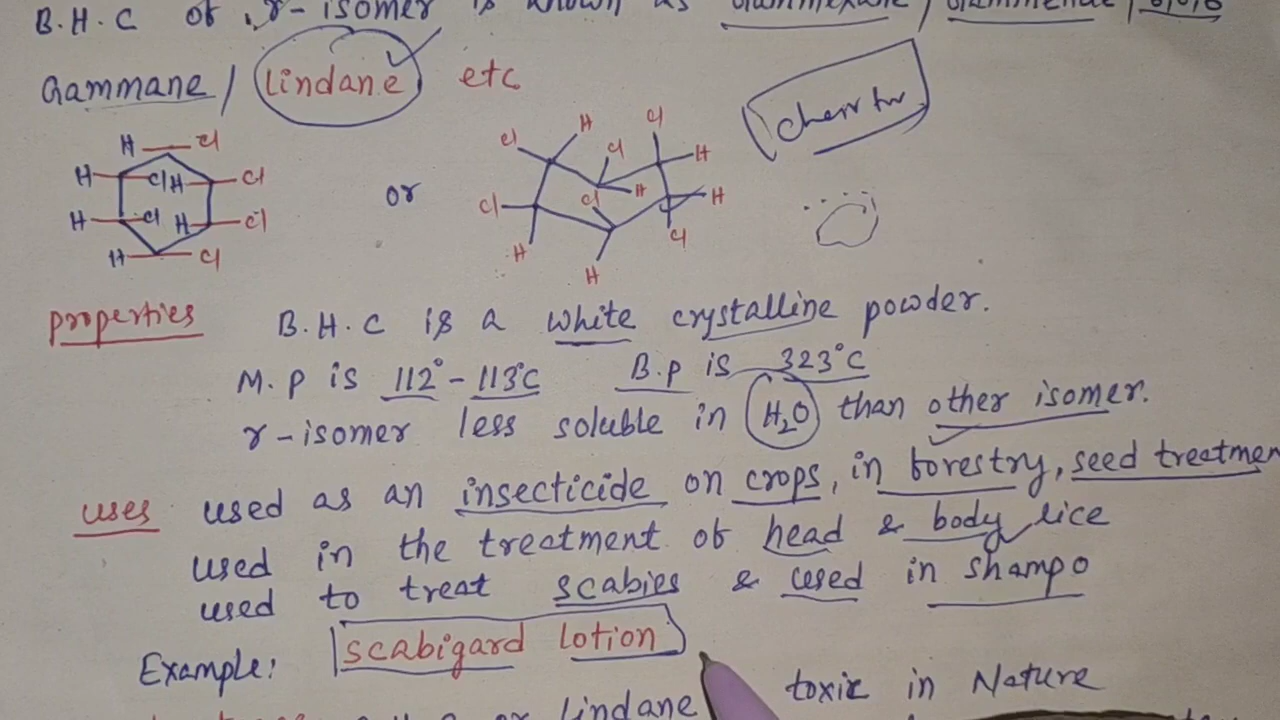 B.H.C of γ-isomer is known as
Gammane / lindane etc
H Cl
H Cl H Cl
H Cl H Cl
H Cl
or
Cl H Cl Cl H
Cl Cl H H
H H Cl
properties B.H.C is a white crystalline powder.
M.p is 112° - 113°C B.p is 323°C
γ-isomer less soluble in H2O than other isomer.
uses used as an insecticide on crops, in forestry, seed treatmen
used in the treatment of head & body lice
used to treat scabies & used in shampo
Example: Scabigard Lotion
lindane toxic in Nature